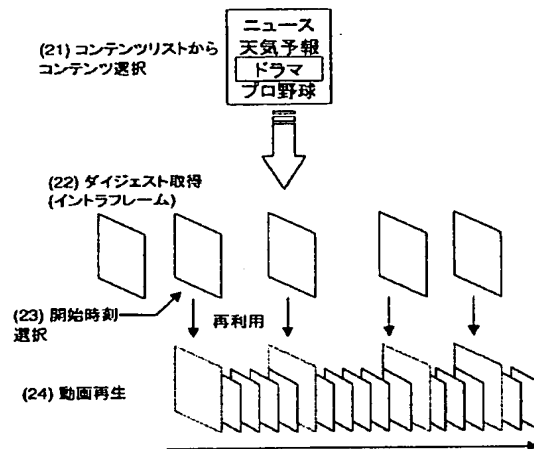 ニュース
(21) コンテンツリストから
天気予報
コンテンツ選択
ドラマ
プロ野球
(22) ダイジェスト取得
(イントラフレーム)
(23) 開始時刻
選択
再利用
(24) 動画再生